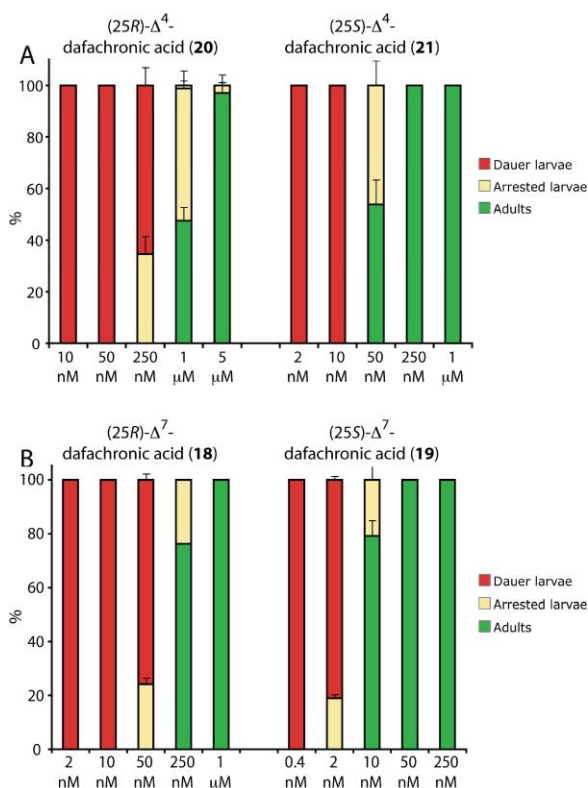 (25R)-Δ4- (25S)-Δ4-
A dafachronic acid (20) dafachronic acid (21)
100
80
60
40
20
0
%
Dauer larvae
Arrested larvae
Adults
10 50 250 1 5 2 10 50 250 1
nM nM nM μM μM nM nM nM nM μM
(25R)-Δ7- (25S)-Δ7-
B dafachronic acid (18) dafachronic acid (19)
100
80
60
40
20
0
%
Dauer larvae
Arrested larvae
Adults
2 10 50 250 1 0.4 2 10 50 250
nM nM nM nM μM nM nM nM nM nM